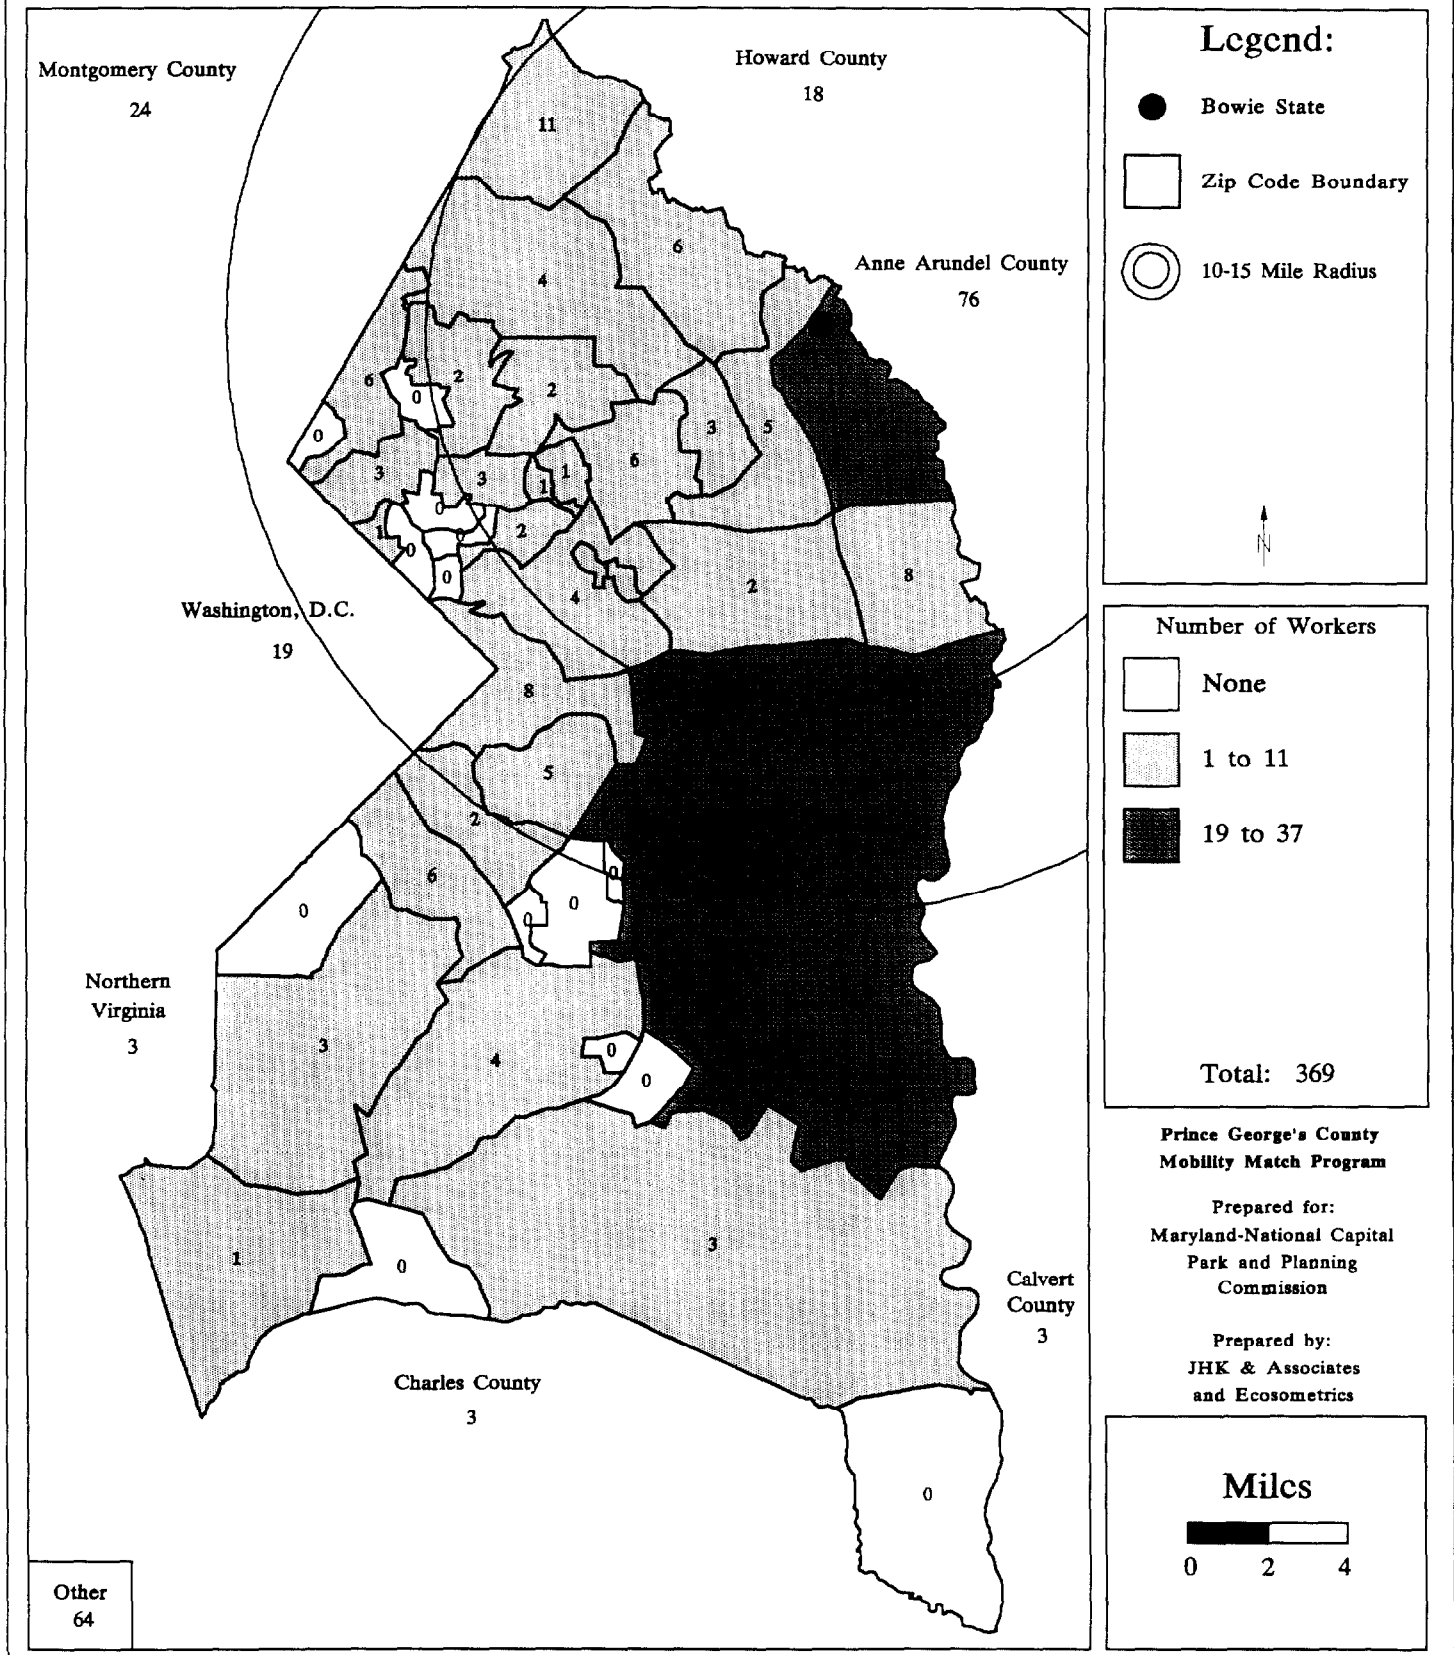 Montgomery County
24
Howard County
18
Anne Arundel County
76
11
6
4
6
2
2
0
0
3
5
3
3
1
1
6
0
0
1
0
2
0
4
2
8
Washington, D.C.
19
8
5
2
6
0
0
0
0
Northern
Virginia
3
3
4
0
0
1
0
3
Calvert
County
3
Charles County
3
0
Other
64
Legend:
Bowie State
Zip Code Boundary
10-15 Mile Radius
N
Number of Workers
None
1 to 11
19 to 37
Total: 369
Prince George's County
Mobility Match Program
Prepared for:
Maryland-National Capital
Park and Planning
Commission
Prepared by:
JHK & Associates
and Ecosometrics
Miles
0 2 4